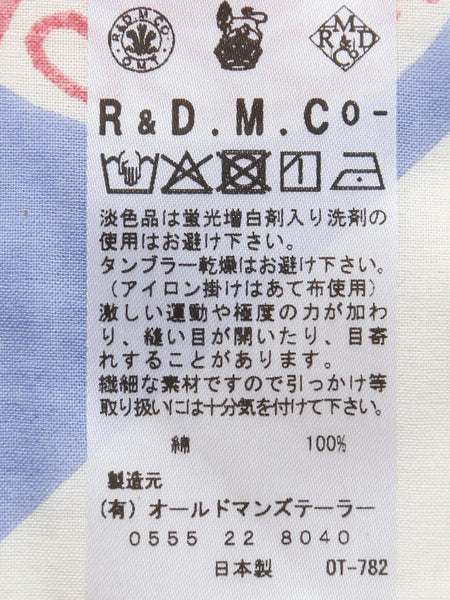 R.&D.M.CO
O.M.T
R M D
&Co
R & D . M . Co -
淡色品は蛍光増白剤入り洗剤の
使用はお避け下さい。
タンブラー乾燥はお避け下さい。
（アイロン掛けはあて布使用）
激しい運動や極度の力が加わ
り、縫い目が開いたり、目寄
れすることがあります。
繊細な素材ですので引っかけ等
取り扱いには十分気を付けて下さい。
綿 100%
製造元
(有) オールドマンズテーラー
0555 22 8040
日本製 OT-782